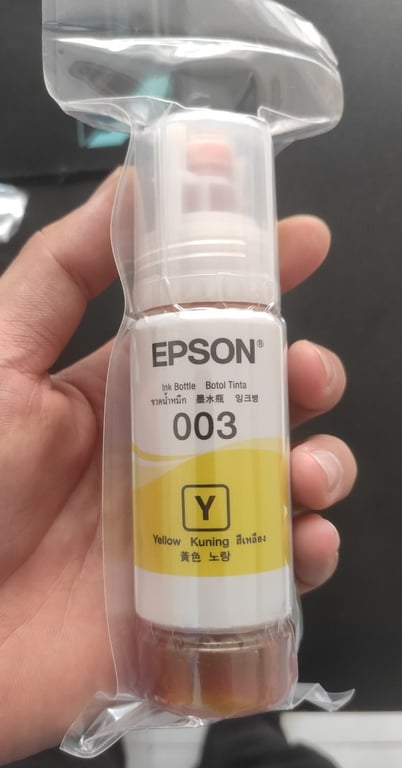 EPSON®
Ink Bottle Botol Tinta
ขวดน้ำหมึก 墨水瓶 잉크병
003
Y
Yellow Kuning สีเหลือง
黃色 노랑